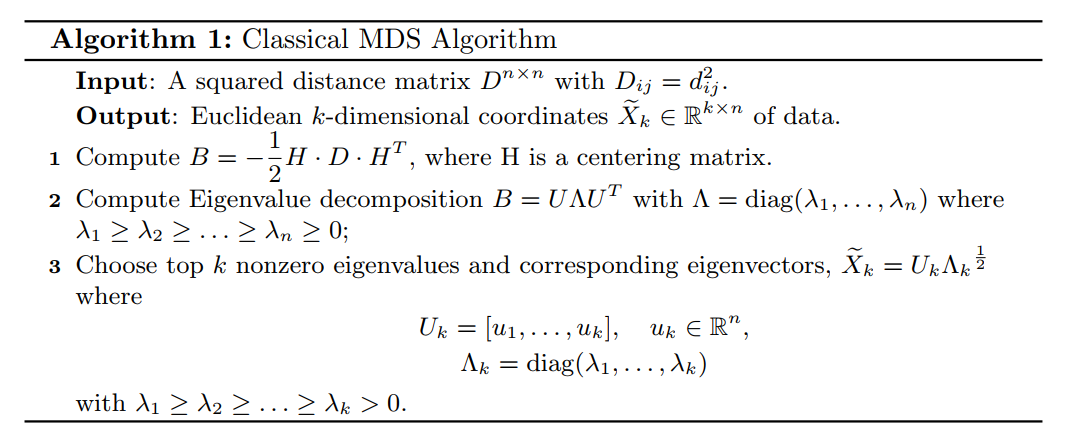 Algorithm 1: Classical MDS Algorithm
Input: A squared distance matrix $D^{n \times n}$ with $D_{ij} = d_{ij}^2$.
Output: Euclidean $k$-dimensional coordinates $\widetilde{X}_k \in \mathbb{R}^{k \times n}$ of data.
1 Compute $B = -\frac{1}{2} H \cdot D \cdot H^T$, where H is a centering matrix.
2 Compute Eigenvalue decomposition $B = U \Lambda U^T$ with $\Lambda = \mathrm{diag}(\lambda_1, \ldots, \lambda_n)$ where
$\lambda_1 \geq \lambda_2 \geq \ldots \geq \lambda_n \geq 0$;
3 Choose top $k$ nonzero eigenvalues and corresponding eigenvectors, $\widetilde{X}_k = U_k \Lambda_k^{\frac{1}{2}}$
where
$U_k = [u_1, \ldots, u_k], \quad u_k \in \mathbb{R}^n,$
$\Lambda_k = \mathrm{diag}(\lambda_1, \ldots, \lambda_k)$
with $\lambda_1 \geq \lambda_2 \geq \ldots \geq \lambda_k > 0$.